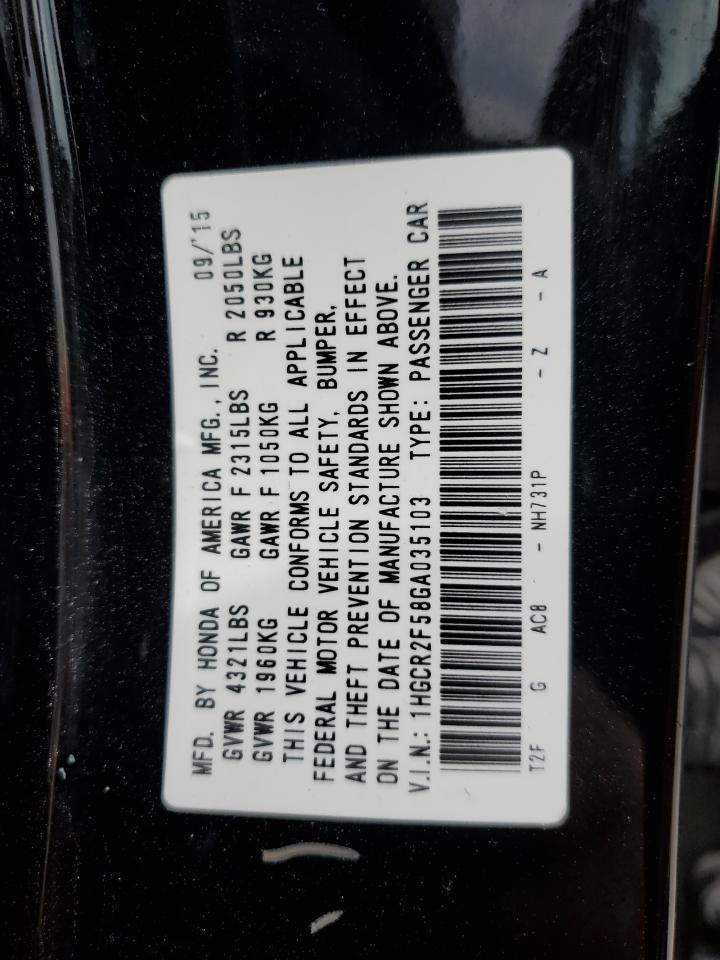 MFD. BY HONDA OF AMERICA MFG., INC. 09/'15
GVWR 4321LBS GAWR F 2315LBS R 2050LBS
GVWR 1960KG GAWR F 1050KG R 930KG
THIS VEHICLE CONFORMS TO ALL APPLICABLE
FEDERAL MOTOR VEHICLE SAFETY, BUMPER,
AND THEFT PREVENTION STANDARDS IN EFFECT
ON THE DATE OF MANUFACTURE SHOWN ABOVE.
V.I.N.: 1HGCR2F58GA035103 TYPE: PASSENGER CAR
T2F G AC8 - NH731P - Z - A